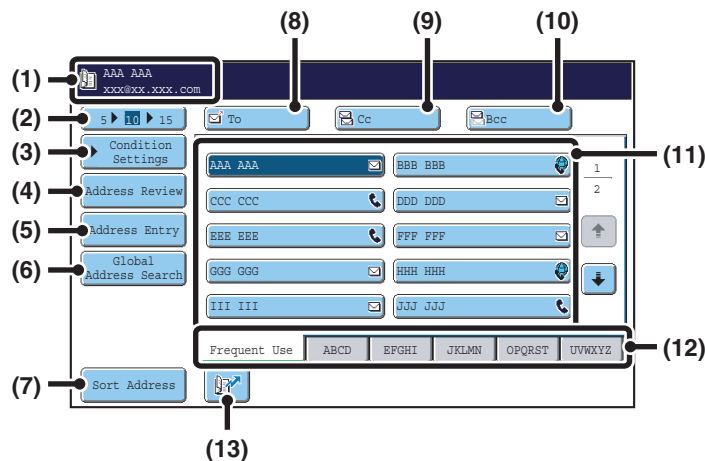 (8) (9) (10)
(1) AAA AAA
xxx@xx.xxx.com
(2) 5 10 15 To Cc Bcc
(3) Condition
Settings
AAA AAA BBB BBB (11)
1
2
(4) Address Review CCC CCC DDD DDD
(5) Address Entry EEE EEE FFF FFF
(6) Global
Address Search
GGG GGG HHH HHH
III III JJJ JJJ
Frequent Use ABCD EFGHI JKLMN OPQRST UVWXYZ (12)
(7) Sort Address
(13)